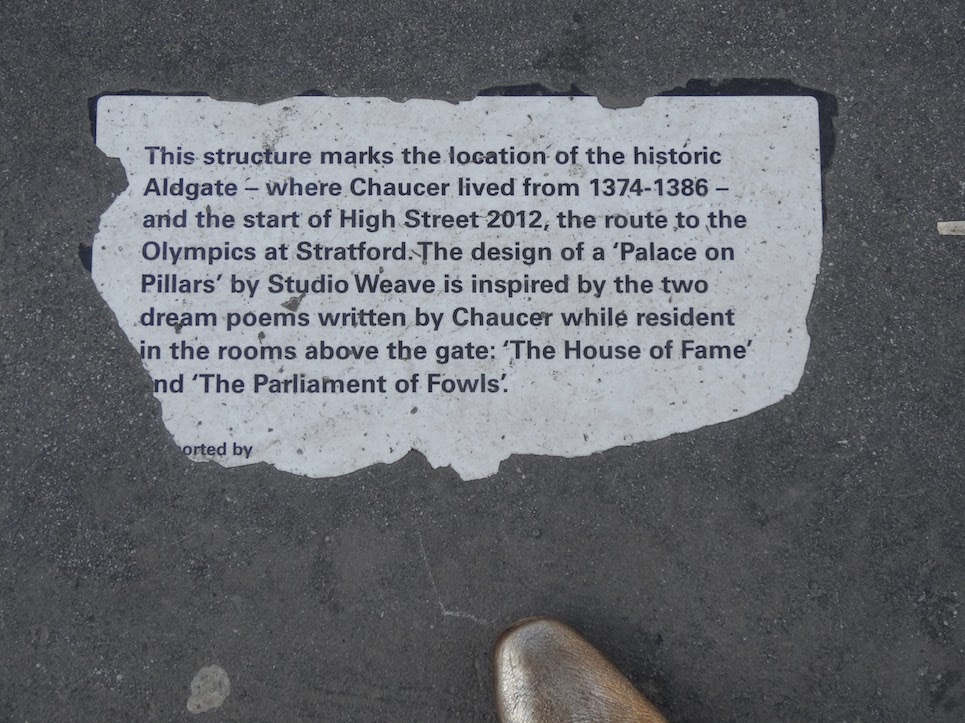 This structure marks the location of the historic
Aldgate – where Chaucer lived from 1374-1386 –
and the start of High Street 2012, the route to the
Olympics at Stratford. The design of a ‘Palace on
Pillars’ by Studio Weave is inspired by the two
dream poems written by Chaucer while resident
in the rooms above the gate: ‘The House of Fame’
nd ‘The Parliament of Fowls’.
orted by